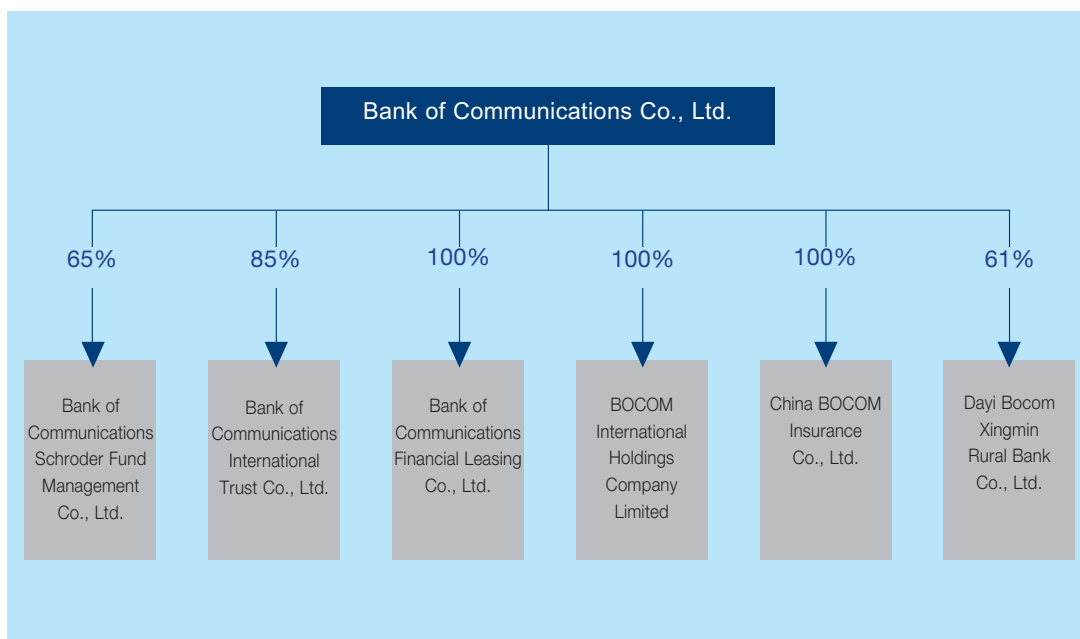 Bank of Communications Co., Ltd.
65%
85%
100%
100%
100%
61%
Bank of
Communications
Schroder Fund
Management
Co., Ltd.
Bank of
Communications
International
Trust Co., Ltd.
Bank of
Communications
Financial Leasing
Co., Ltd.
BOCOM
International
Holdings
Company
Limited
China BOCOM
Insurance
Co., Ltd.
Dayi Bocom
Xingmin
Rural Bank
Co., Ltd.